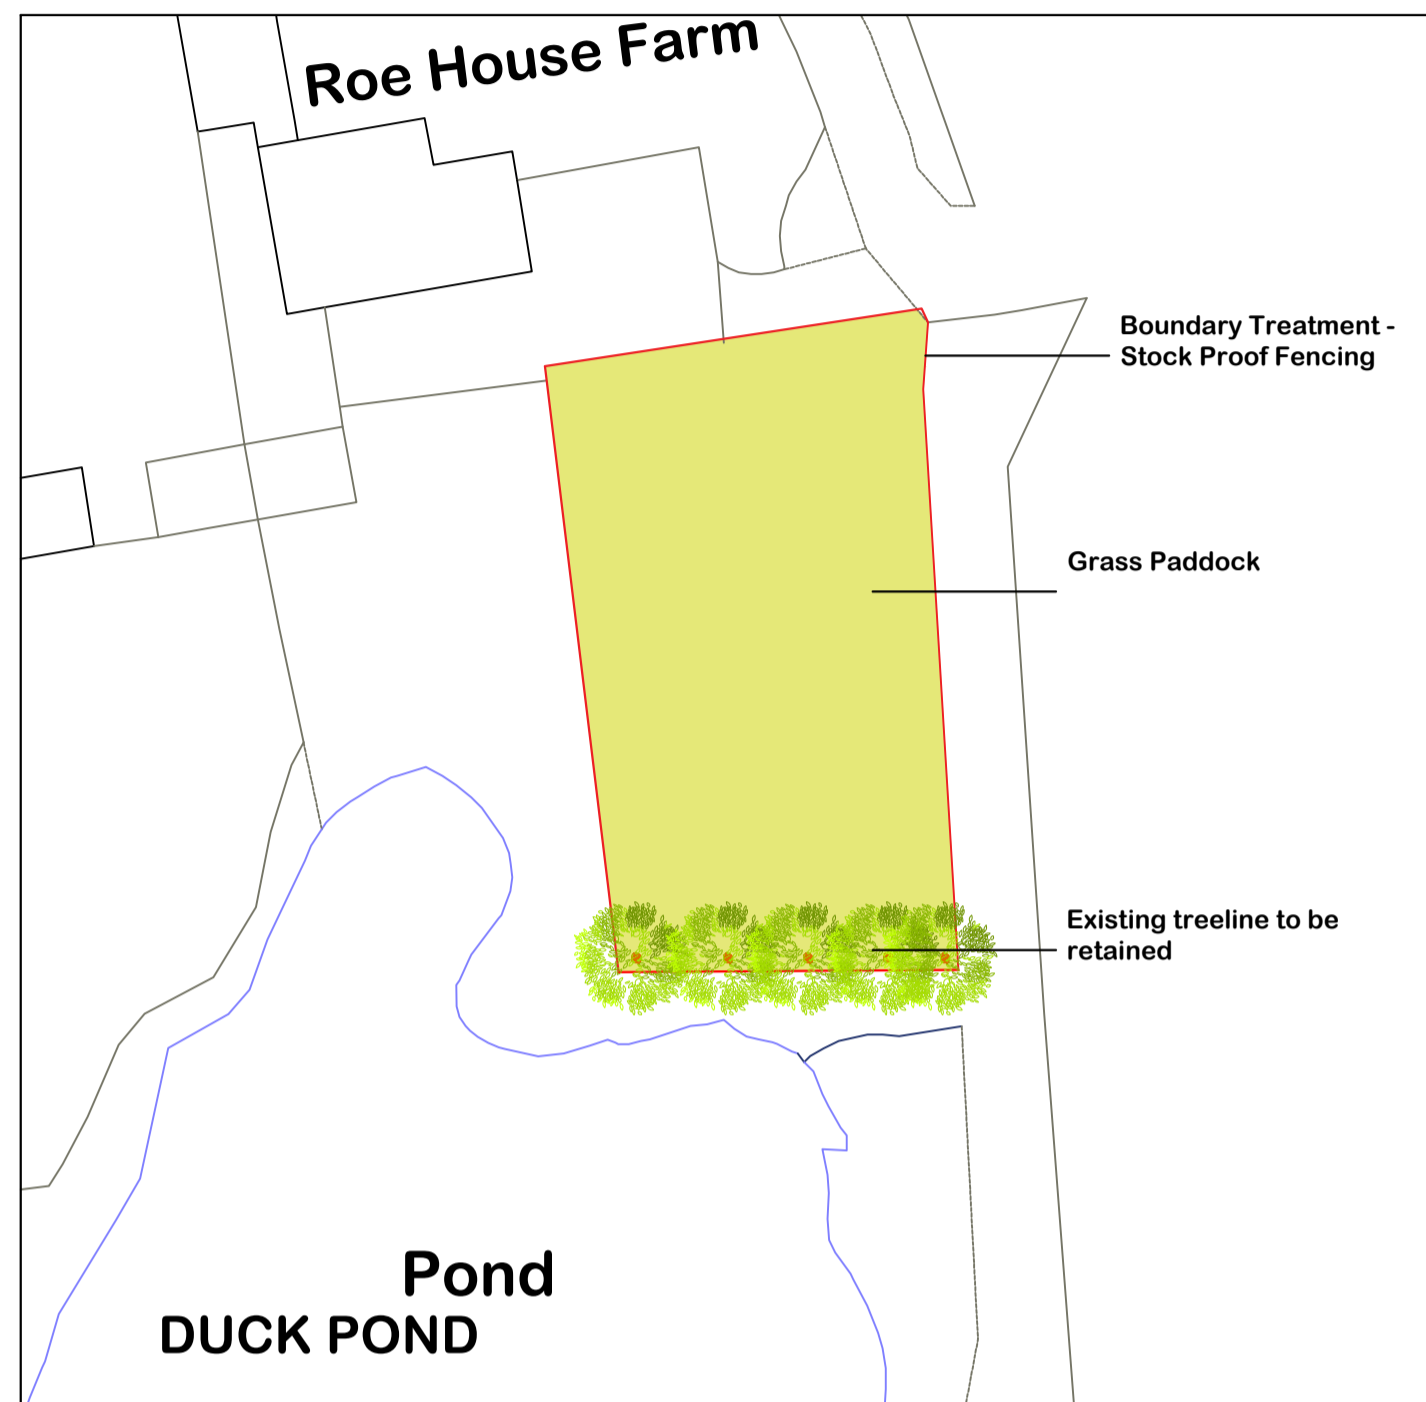 Roe House Farm
Boundary Treatment -
Stock Proof Fencing
Grass Paddock
Existing treeline to be
retained
Pond
DUCK POND